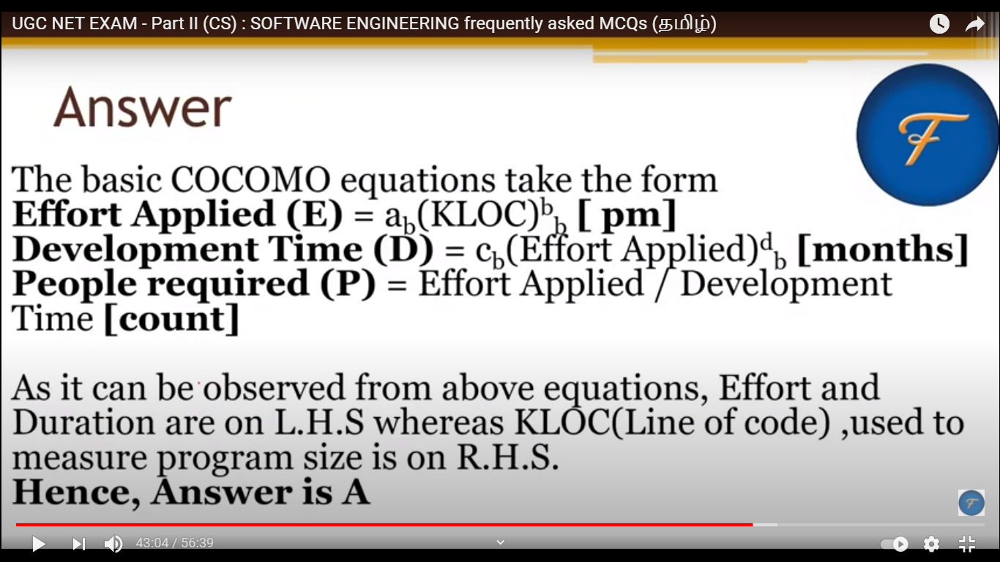 UGC NET EXAM - Part II (CS) : SOFTWARE ENGINEERING frequently asked MCQs (தமிழ்)
Answer
The basic COCOMO equations take the form
Effort Applied (E) = a_b(KLOC)^b_b [ pm]
Development Time (D) = c_b(Effort Applied)^d_b [months]
People required (P) = Effort Applied / Development
Time [count]
As it can be observed from above equations, Effort and
Duration are on L.H.S whereas KLOC(Line of code) ,used to
measure program size is on R.H.S.
Hence, Answer is A
43:04 / 56:39